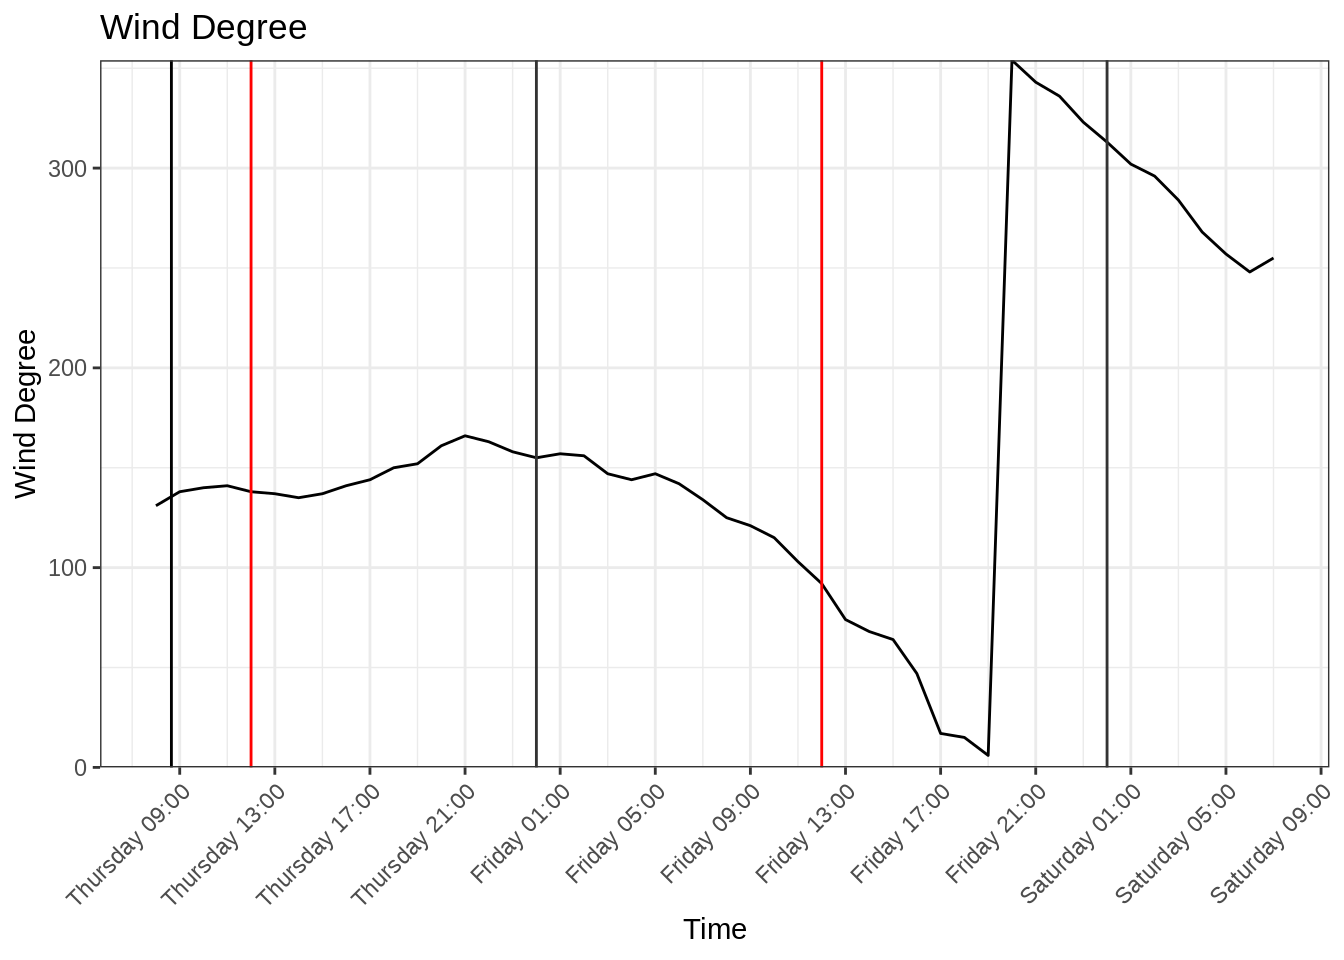 Wind Degree
Wind Degree
300
200
100
0
Thursday 09:00
Thursday 13:00
Thursday 17:00
Thursday 21:00
Friday 01:00
Friday 05:00
Friday 09:00
Friday 13:00
Friday 17:00
Friday 21:00
Saturday 01:00
Saturday 05:00
Saturday 09:00
Time